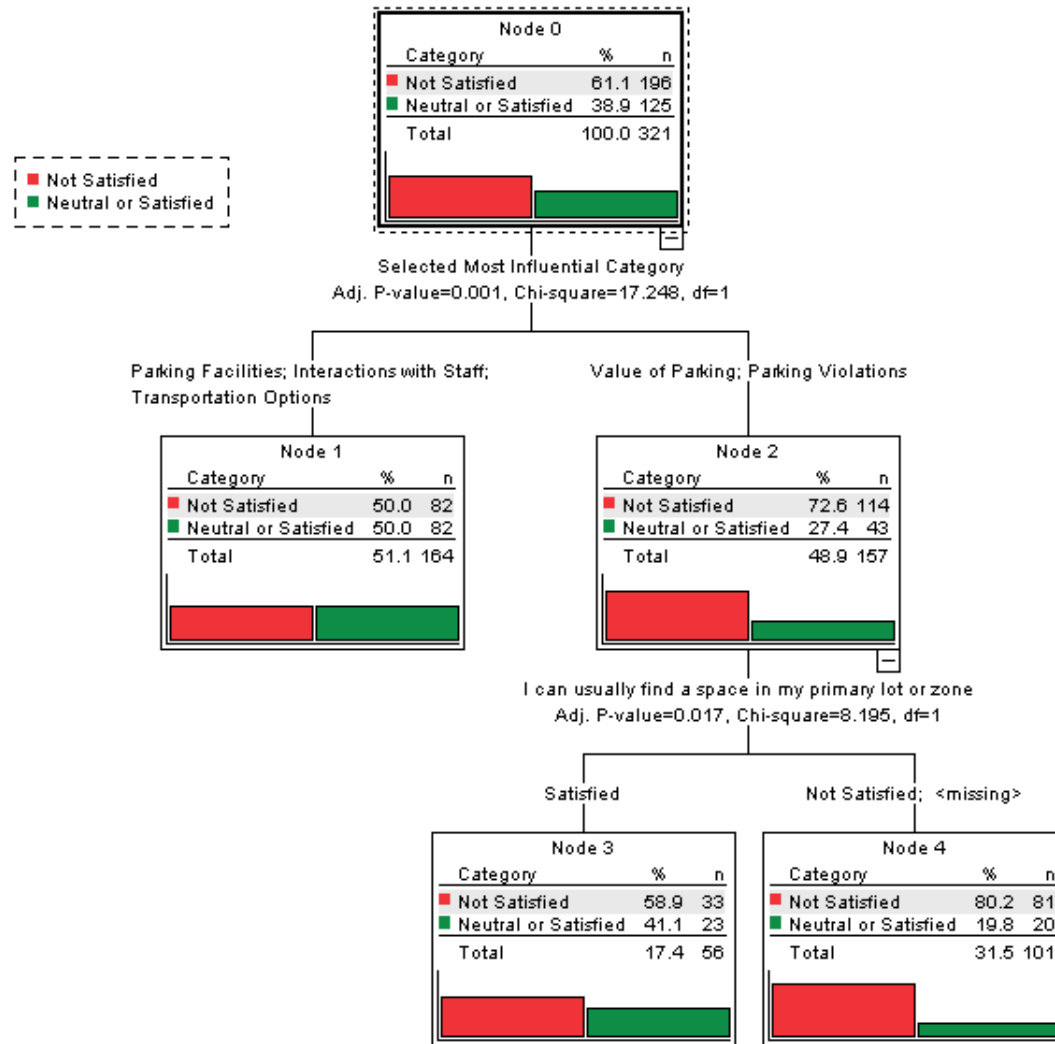 Node 0
Category % n
Not Satisfied 61.1 196
Neutral or Satisfied 38.9 125
Total 100.0 321
Not Satisfied
Neutral or Satisfied
Selected Most Influential Category
Adj. P-value=0.001, Chi-square=17.248, df=1
Parking Facilities; Interactions with Staff;
Transportation Options
Value of Parking; Parking Violations
Node 1
Category % n
Not Satisfied 50.0 82
Neutral or Satisfied 50.0 82
Total 51.1 164
Node 2
Category % n
Not Satisfied 72.6 114
Neutral or Satisfied 27.4 43
Total 48.9 157
I can usually find a space in my primary lot or zone
Adj. P-value=0.017, Chi-square=8.195, df=1
Satisfied
Not Satisfied; <missing>
Node 3
Category % n
Not Satisfied 58.9 33
Neutral or Satisfied 41.1 23
Total 17.4 56
Node 4
Category % n
Not Satisfied 80.2 81
Neutral or Satisfied 19.8 20
Total 31.5 101